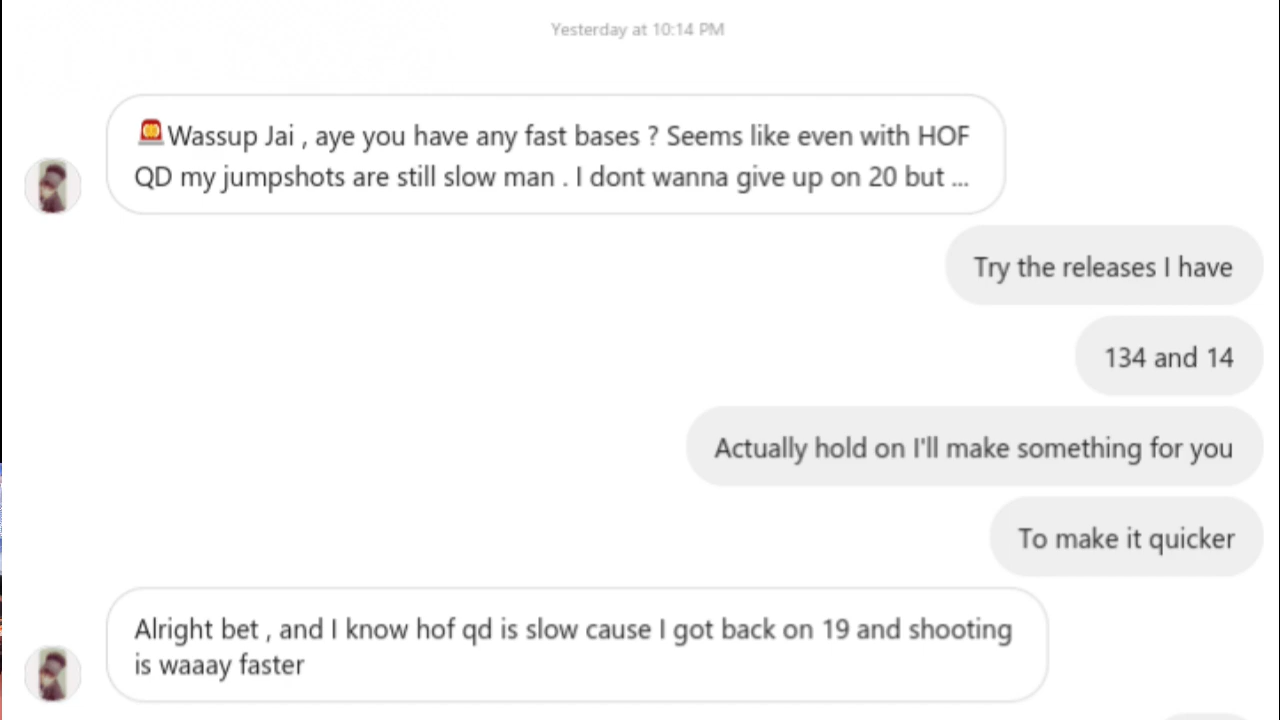 Yesterday at 10:14 PM
🚨Wassup Jai , aye you have any fast bases ? Seems like even with HOF
QD my jumpshots are still slow man . I dont wanna give up on 20 but ...
Try the releases I have
134 and 14
Actually hold on I'll make something for you
To make it quicker
Alright bet , and I know hof qd is slow cause I got back on 19 and shooting
is waaay faster